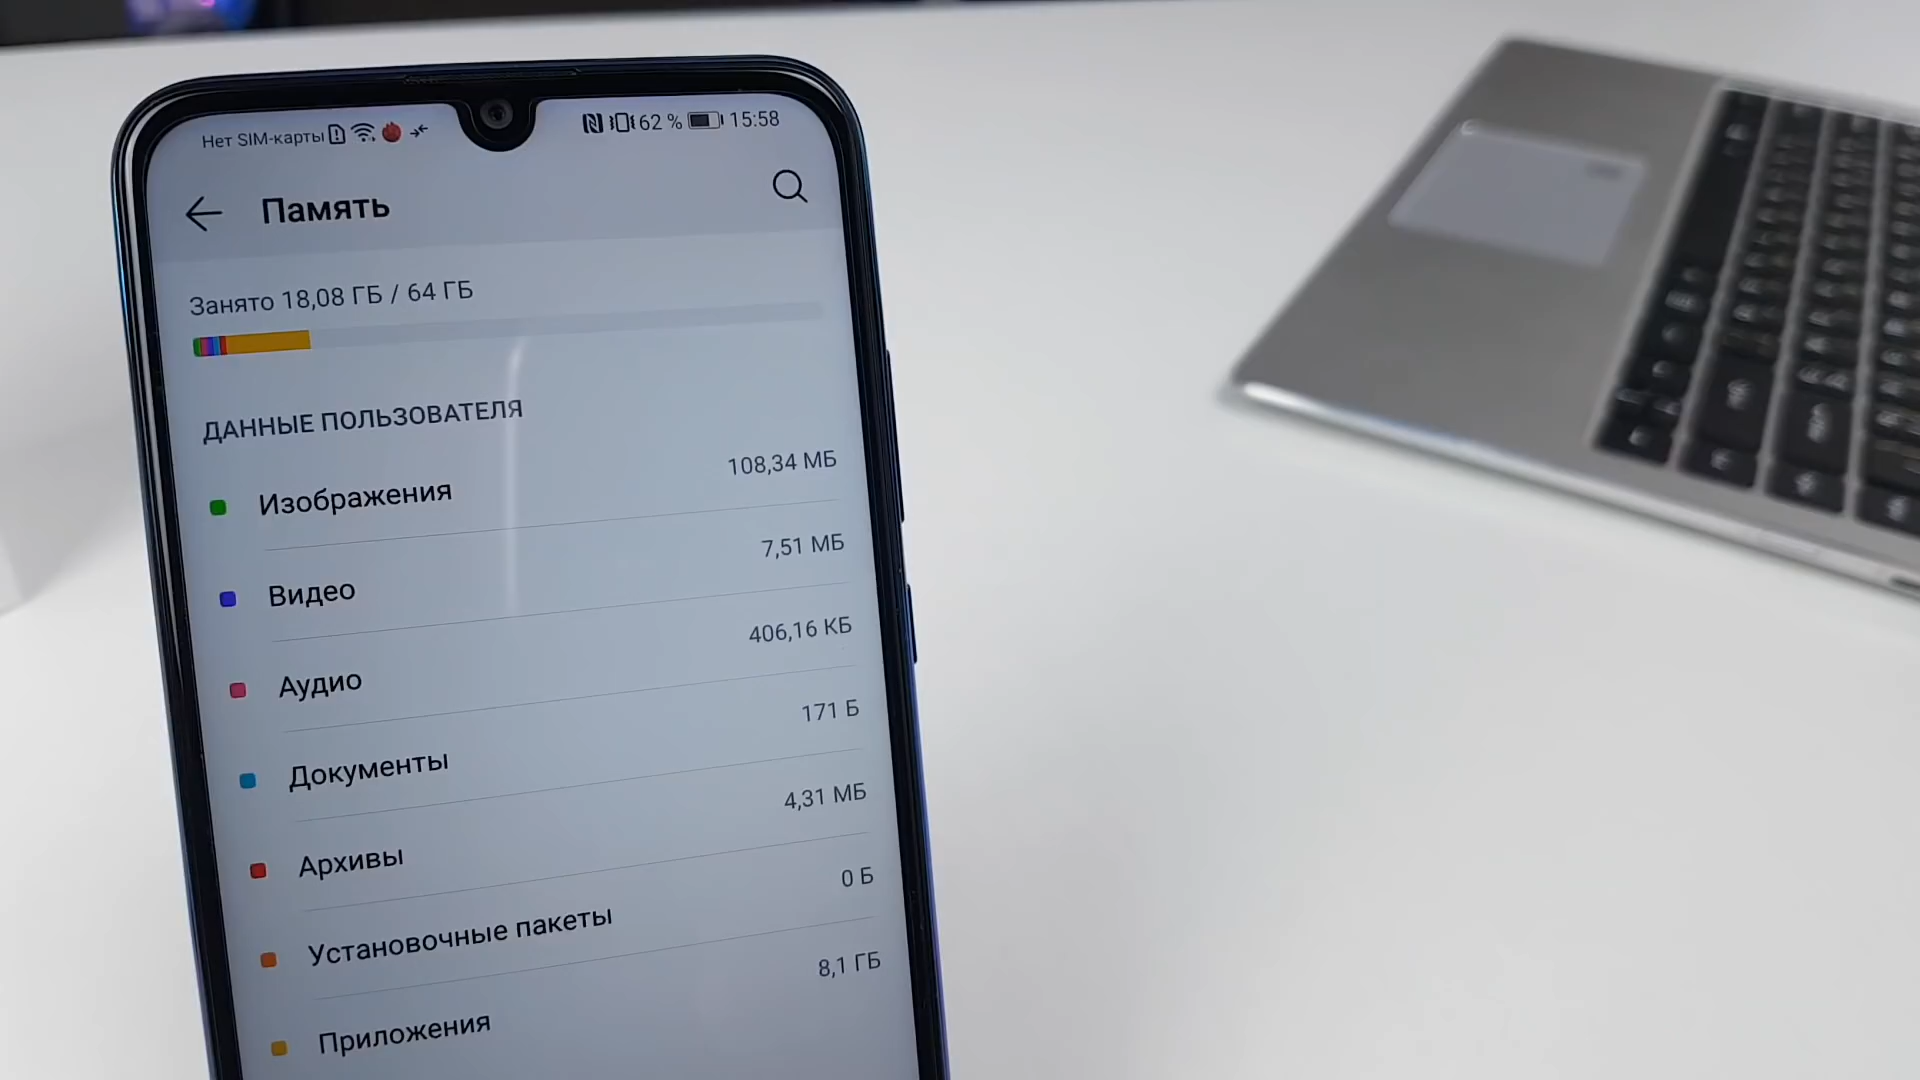 Нет SIM-карты 62 % 15:58
Память
Занято 18,08 ГБ / 64 ГБ
ДАННЫЕ ПОЛЬЗОВАТЕЛЯ
Изображения 108,34 МБ
Видео 7,51 МБ
Аудио 406,16 КБ
Документы 171 Б
Архивы 4,31 МБ
Установочные пакеты 0 Б
Приложения 8,1 ГБ